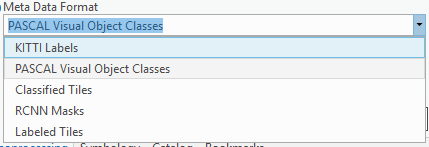 Meta Data Format
PASCAL Visual Object Classes
KITTI Labels
PASCAL Visual Object Classes
Classified Tiles
RCNN Masks
Labeled Tiles
Symbology Catalog Bookmarks